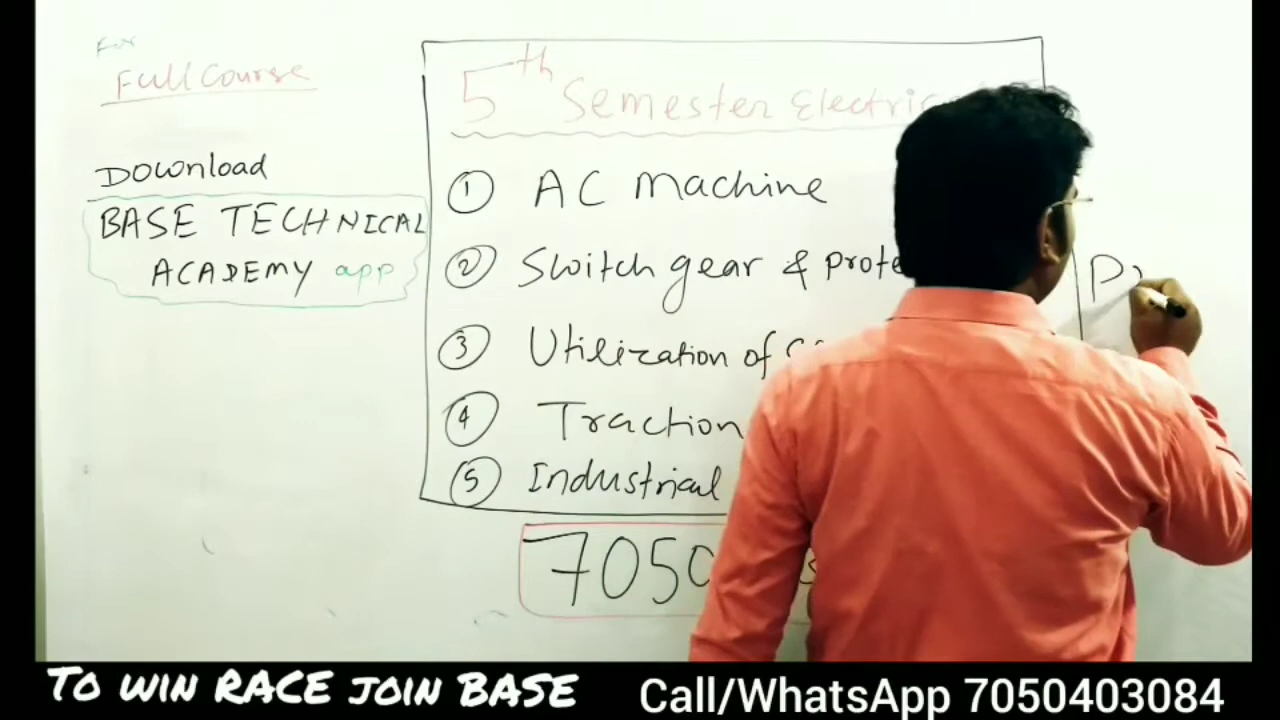 For
Full Course
Download
BASE TECHNICAL
ACADEMY app
5th Semester Electri
① AC machine
② Switch gear & prote
③ Utilization of
④ Traction
⑤ Industrial
7050
TO WIN RACE JOIN BASE
Call/WhatsApp 7050403084